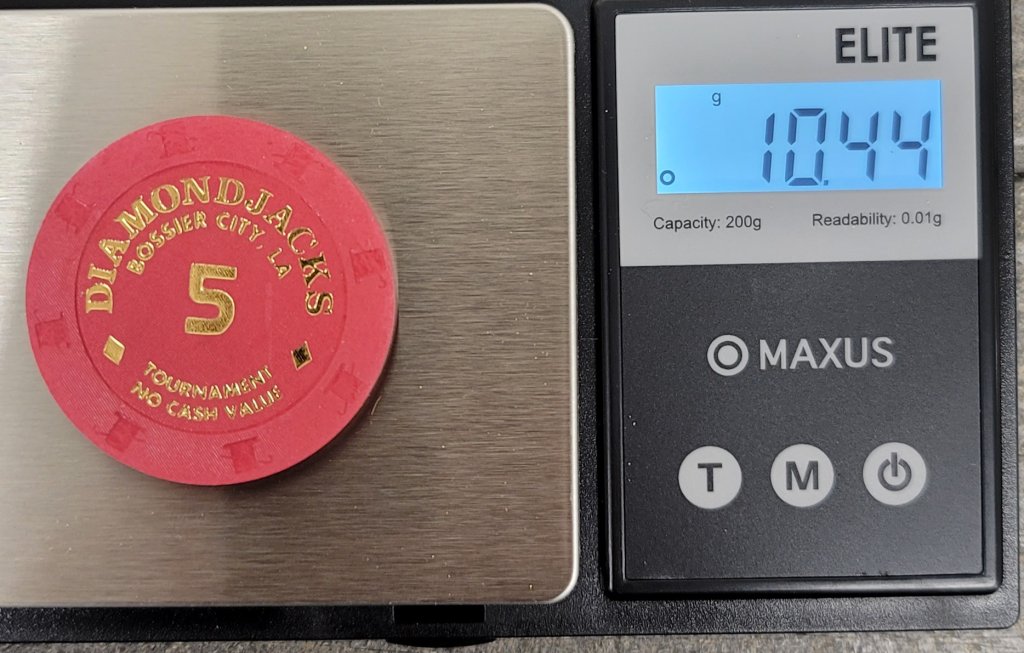 DIAMONDJACKS
BOSSIER CITY, LA
5
TOURNAMENT
NO CASH VALUE
ELITE
g
10.44
Capacity: 200g
Readability: 0.01g
MAXUS
T
M